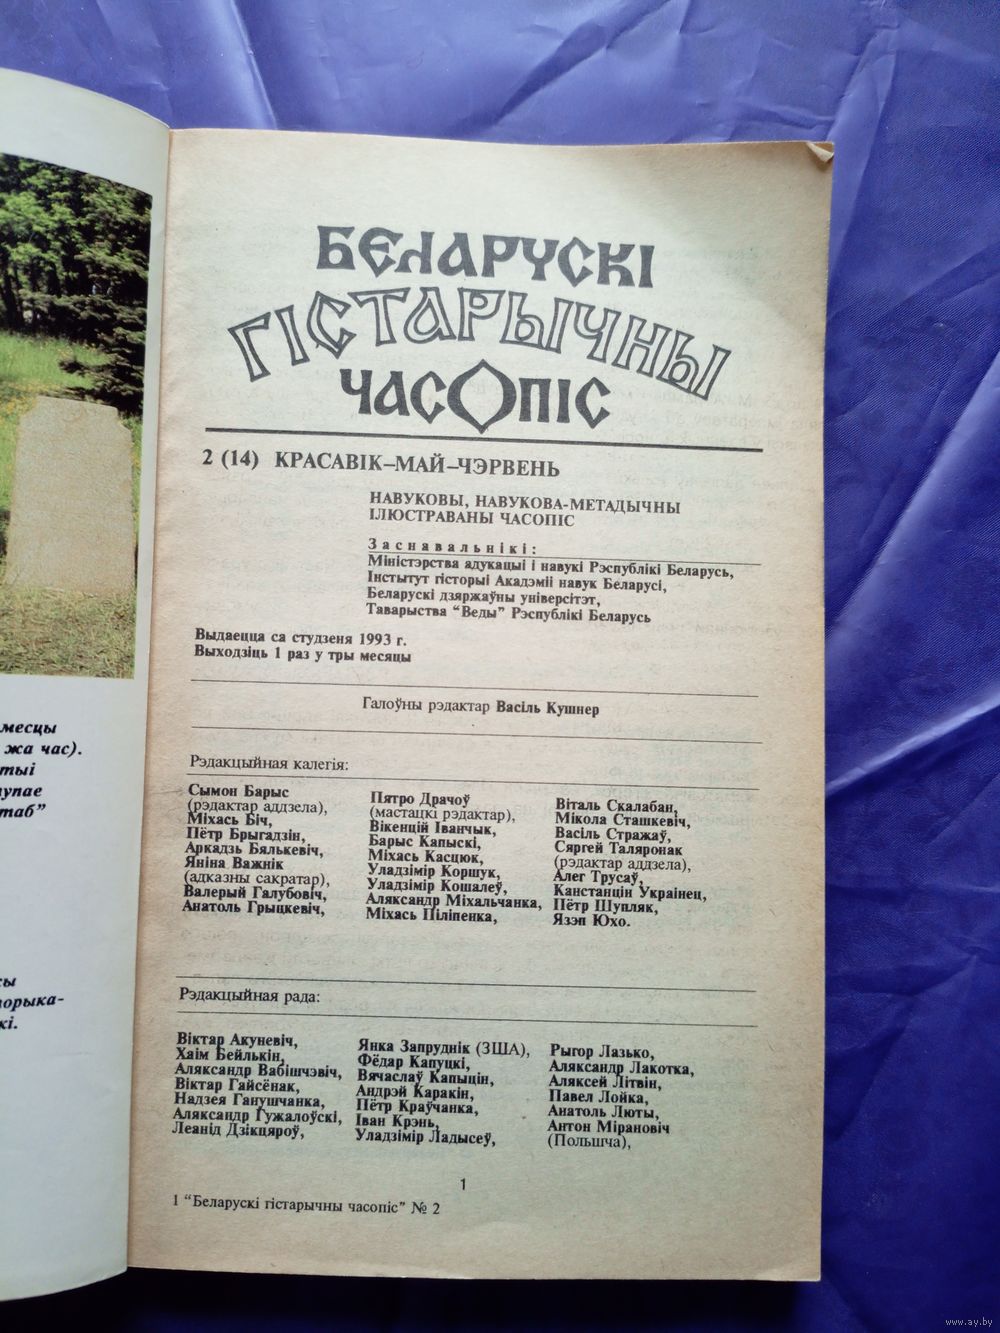 БЕЛАРУСКІ
ГІСТАРЫЧНЫ
ЧАСОПІС
2 (14) КРАСАВІК–МАЙ–ЧЭРВЕНЬ
НАВУКОВЫ, НАВУКОВА-МЕТАДЫЧНЫ
ІЛЮСТРАВАНЫ ЧАСОПІС
Заснавальнікі:
Міністэрства адукацыі і навукі Рэспублікі Беларусь,
Інстытут гісторыі Акадэміі навук Беларусі,
Беларускі дзяржаўны універсітэт,
Таварыства “Веды” Рэспублікі Беларусь
Выдаецца са студзеня 1993 г.
Выходзіць 1 раз у тры месяцы
Галоўны рэдактар Васіль Кушнер
Рэдакцыйная калегія:
Сымон Барыс
(рэдактар аддзела),
Міхась Біч,
Пётр Брыгадзін,
Аркадзь Бялькевіч,
Яніна Важнік
(адказны сакратар),
Валерый Галубовіч,
Анатоль Грыцкевіч,
Пятро Драчоў
(мастацкі рэдактар),
Вікенцій Іванчык,
Барыс Капыскі,
Міхась Касцюк,
Уладзімір Коршук,
Уладзімір Кошалеў,
Аляксандр Міхальчанка,
Міхась Піліпенка,
Віталь Скалабан,
Мікола Сташкевіч,
Васіль Стражаў,
Сяргей Таляронак
(рэдактар аддзела),
Алег Трусаў,
Канстанцін Украінец,
Пётр Шупляк,
Язэп Юхо.
Рэдакцыйная рада:
Віктар Акуневіч,
Хаім Бейлькін,
Аляксандр Вабішчэвіч,
Віктар Гайсёнак,
Надзея Ганушчанка,
Аляксандр Гужалоўскі,
Леанід Дзікцяроў,
Янка Запруднік (ЗША),
Фёдар Капуцкі,
Вячаслаў Капыцін,
Андрэй Каракін,
Пётр Краўчанка,
Іван Крэнь,
Уладзімір Ладысеў,
Рыгор Лазько,
Аляксандр Лакотка,
Аляксей Літвін,
Павел Лойка,
Анатоль Люты,
Антон Мірановіч
(Польшча),
1
1 “Беларускі гістарычны часопіс” № 2
месцы
жа час).
www.ay.by